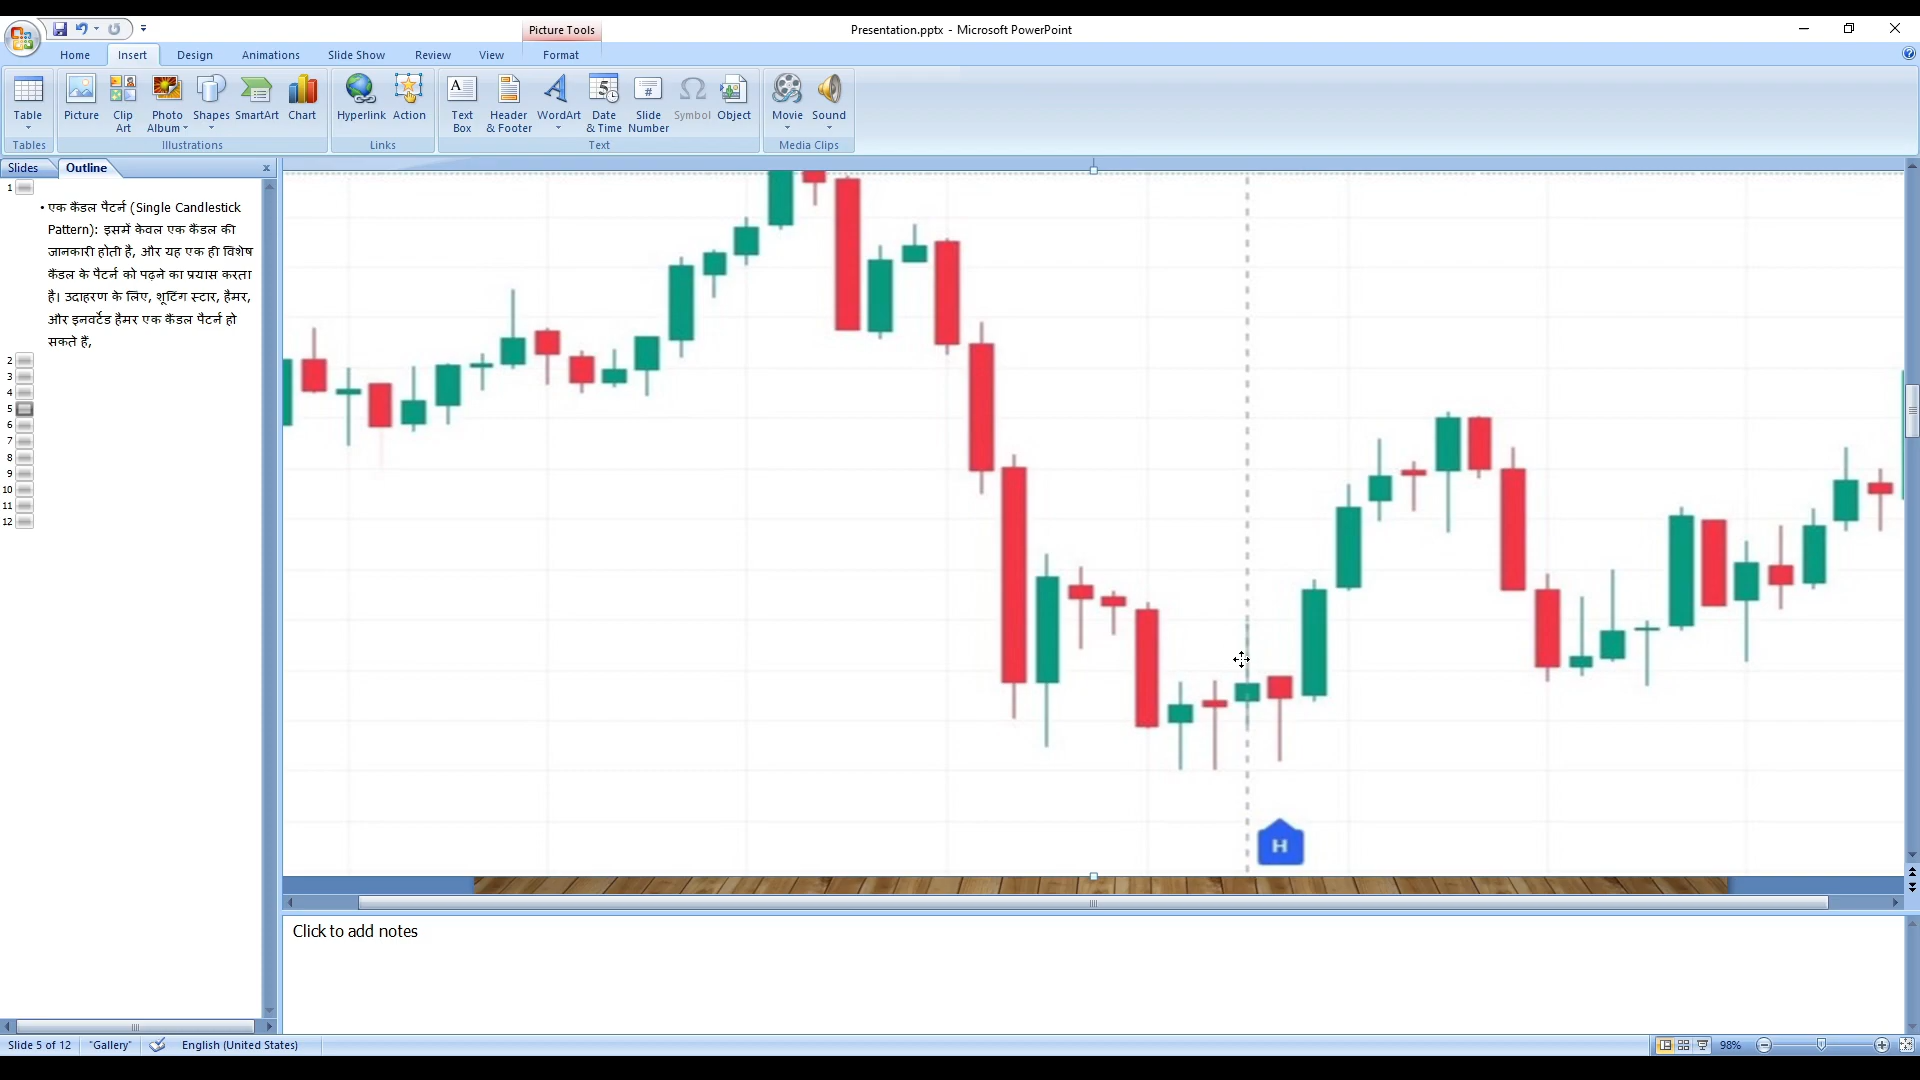 Presentation.pptx - Microsoft PowerPoint
Picture Tools
Home Insert Design Animations Slide Show Review View Format
Table Picture Clip Art Photo Album Shapes SmartArt Chart Hyperlink Action Text Box Header & Footer WordArt Date & Time Slide Number Symbol Object Movie Sound
Tables Illustrations Links Text Media Clips
Slides Outline x
1
• एक कैंडल पैटर्न (Single Candlestick
Pattern): इसमें केवल एक कैंडल की
जानकारी होती है, और यह एक ही विशेष
कैंडल के पैटर्न को पढ़ने का प्रयास करता
है। उदाहरण के लिए, शूटिंग स्टार, हैमर,
और इनवर्टेड हैमर एक कैंडल पैटर्न हो
सकते हैं,
2
3
4
5
6
7
8
9
10
11
12
H
Click to add notes
Slide 5 of 12 "Gallery" English (United States) 98%